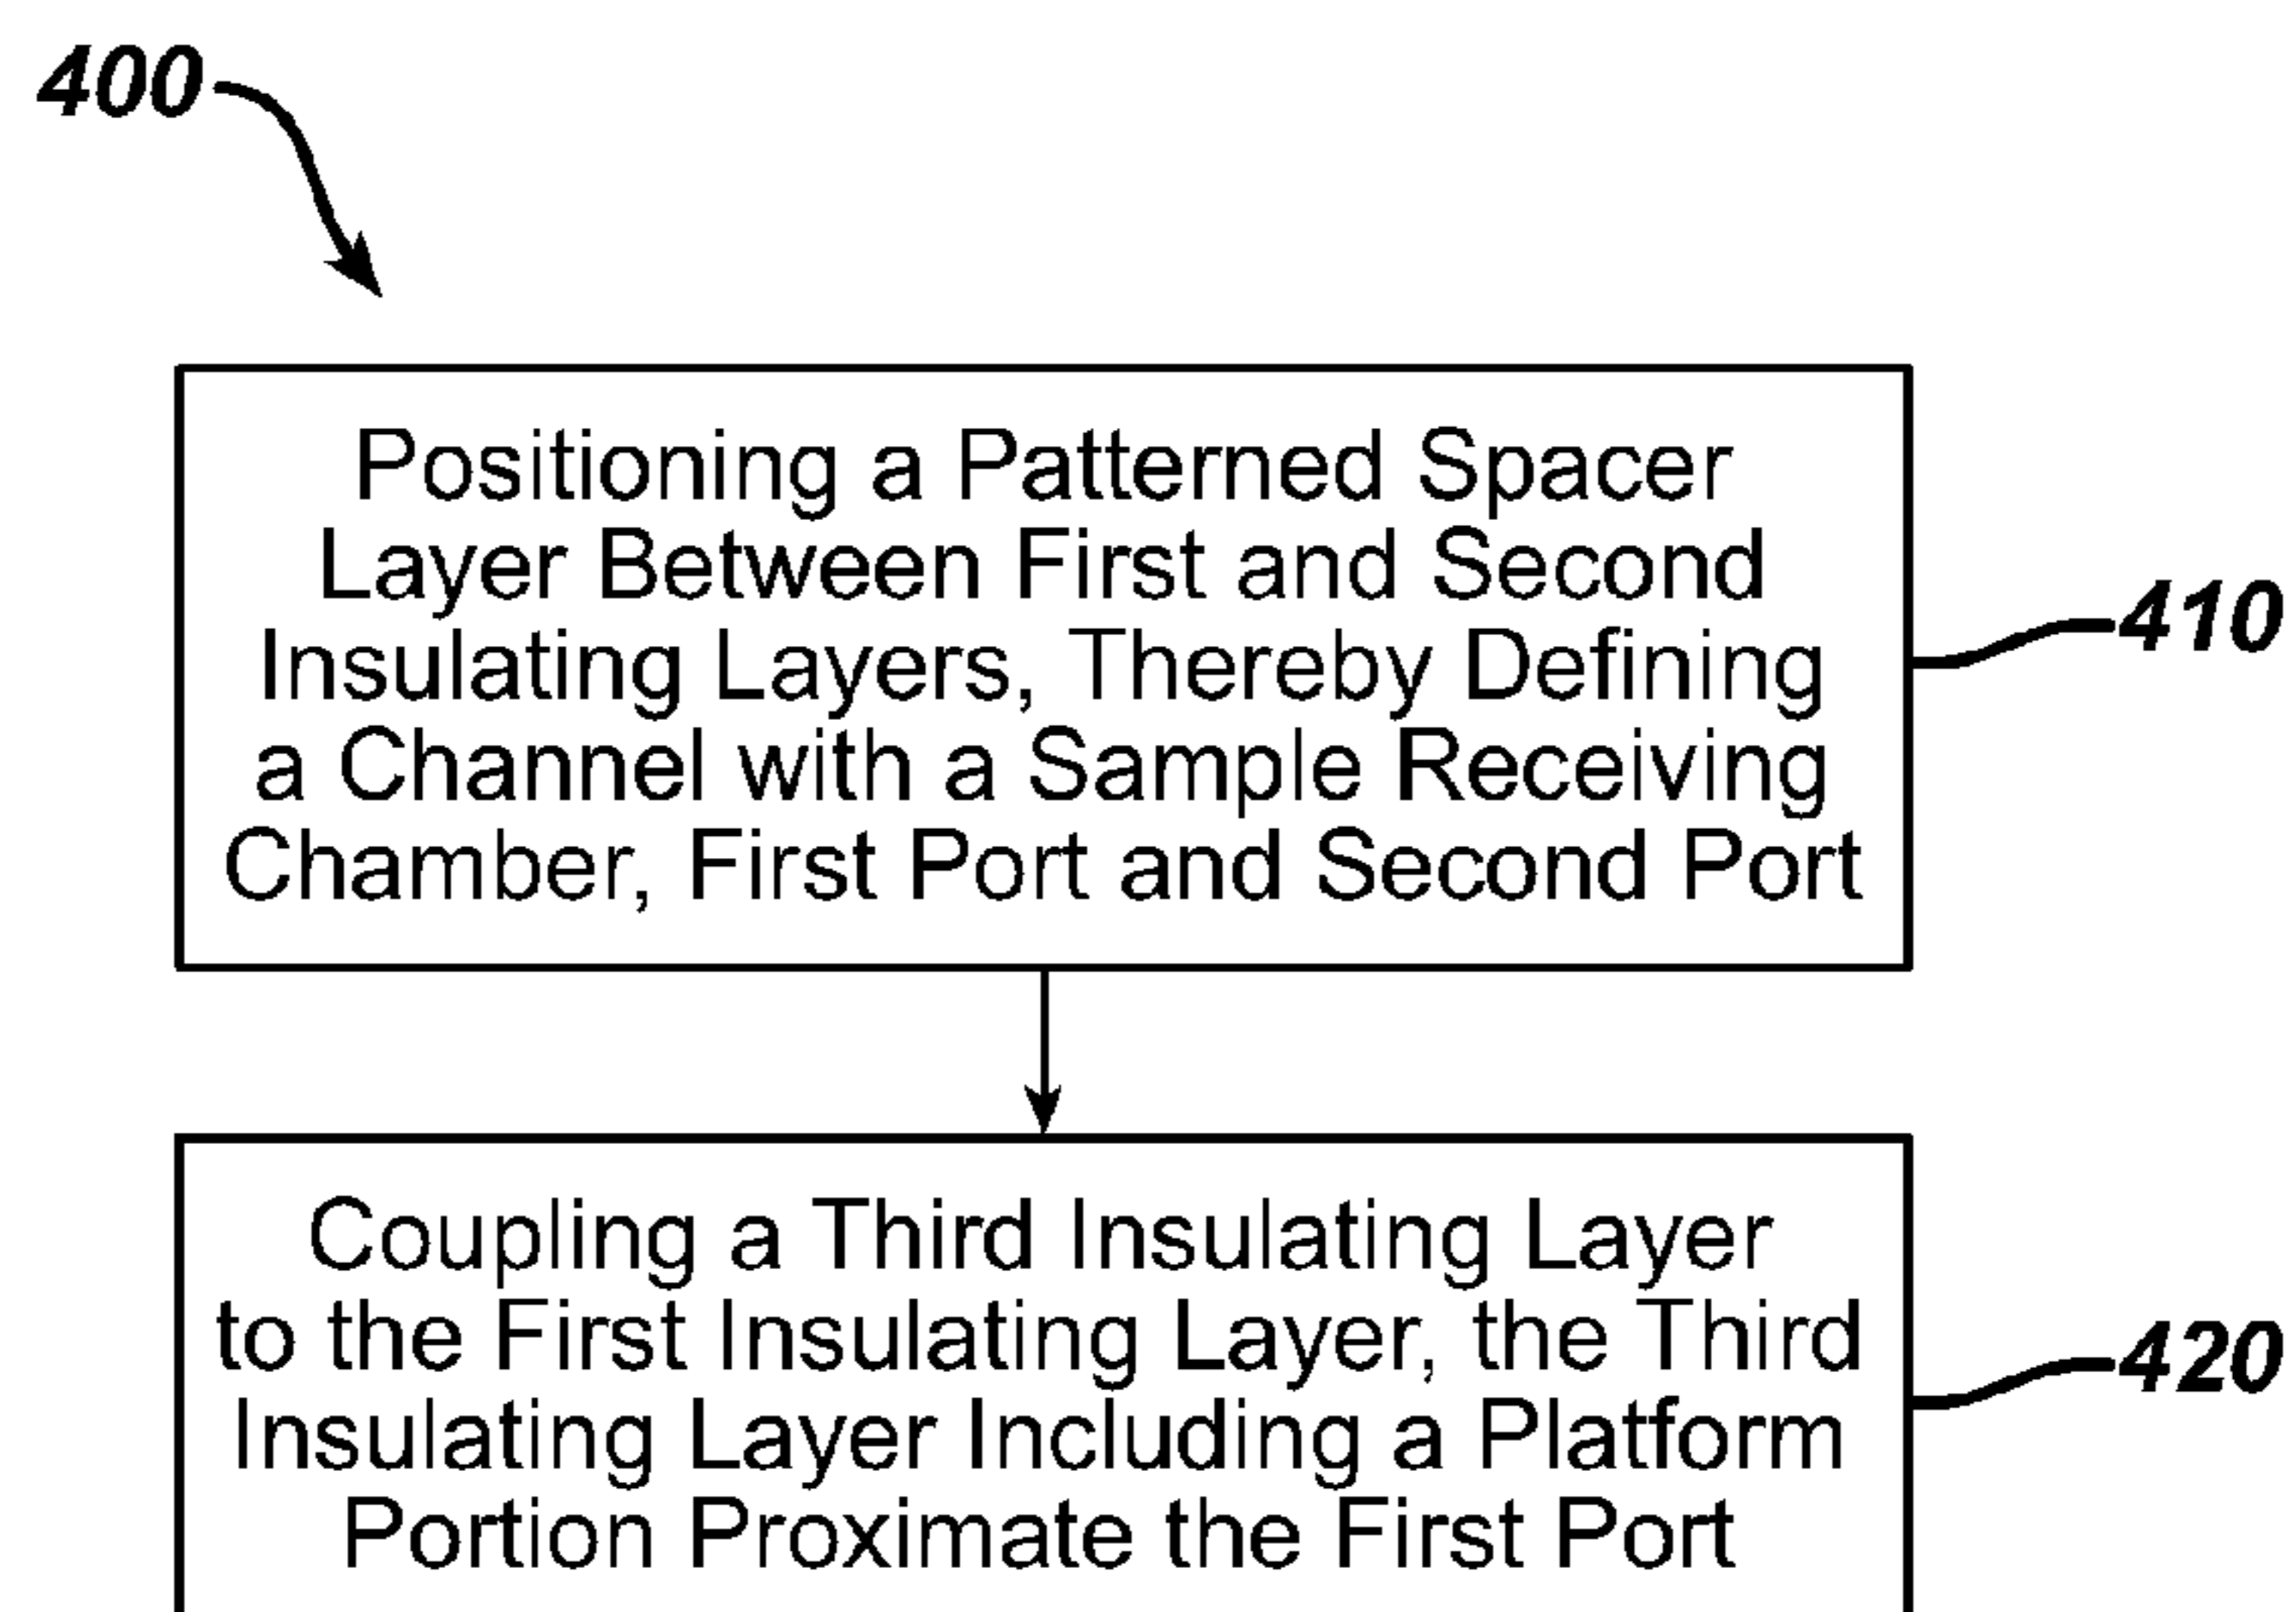 400
Positioning a Patterned Spacer
Layer Between First and Second
Insulating Layers, Thereby Defining
a Channel with a Sample Receiving
Chamber, First Port and Second Port
410
Coupling a Third Insulating Layer
to the First Insulating Layer, the Third
Insulating Layer Including a Platform
Portion Proximate the First Port
420